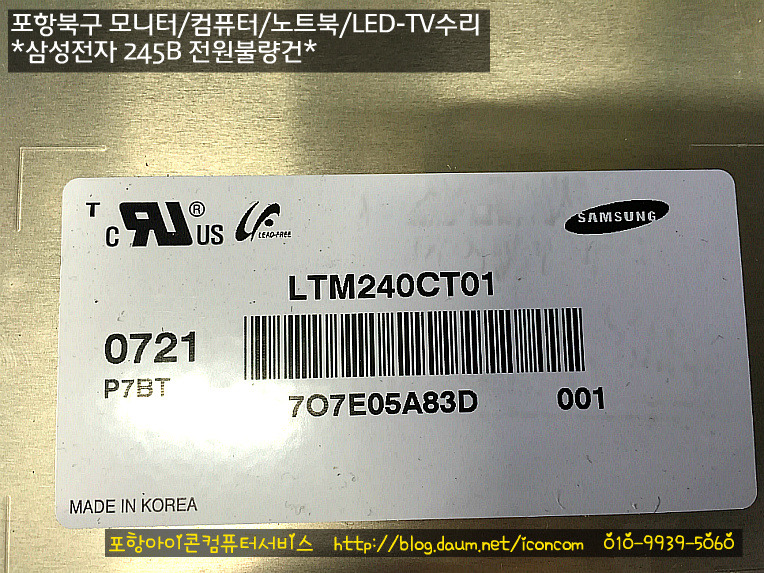 포항북구 모니터/컴퓨터/노트북/LED-TV수리
*삼성전자 245B 전원불량건*
T
c RU ® US LEAD-FREE
SAMSUNG
LTM240CT01
0721
P7BT
7O7E05A83D 001
MADE IN KOREA
포항아이콘컴퓨터서비스 http://blog.daum.net/iconcom 010-9939-5060